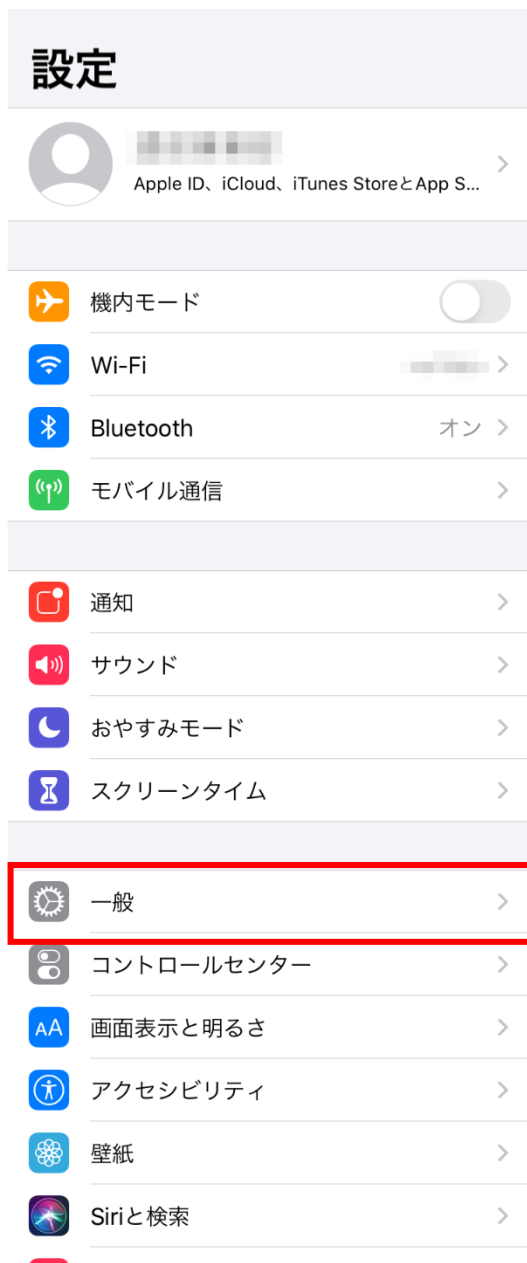 設定
Apple ID、iCloud、iTunes StoreとApp S...
機内モード
Wi-Fi
Bluetooth オン
モバイル通信
通知
サウンド
おやすみモード
スクリーンタイム
一般
コントロールセンター
AA 画面表示と明るさ
アクセシビリティ
壁紙
Siriと検索